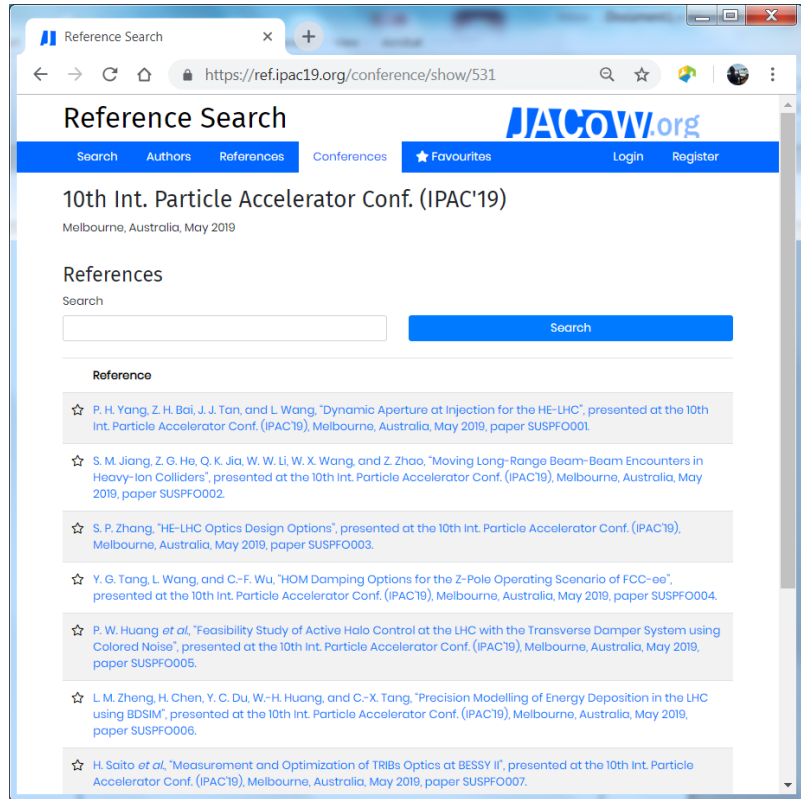 Reference Search
https://ref.ipac19.org/conference/show/531
Reference Search
JACoW.org
Search Authors References Conferences Favourites Login Register
10th Int. Particle Accelerator Conf. (IPAC'19)
Melbourne, Australia, May 2019
References
Search
Search
Reference
P. H. Yang, Z. H. Bai, J. J. Tan, and L. Wang, "Dynamic Aperture at Injection for the HE-LHC", presented at the 10th
Int. Particle Accelerator Conf. (IPAC'19), Melbourne, Australia, May 2019, paper SUSPFO001.
S. M. Jiang, Z. G. He, Q. K. Jia, W. W. Li, W. X. Wang, and Z. Zhao, "Moving Long-Range Beam-Beam Encounters in
Heavy-Ion Colliders", presented at the 10th Int. Particle Accelerator Conf. (IPAC'19), Melbourne, Australia, May
2019, paper SUSPFO002.
S. P. Zhang, "HE-LHC Optics Design Options", presented at the 10th Int. Particle Accelerator Conf. (IPAC'19),
Melbourne, Australia, May 2019, paper SUSPFO003.
Y. G. Tang, L. Wang, and C.-F. Wu, "HOM Damping Options for the Z-Pole Operating Scenario of FCC-ee",
presented at the 10th Int. Particle Accelerator Conf. (IPAC'19), Melbourne, Australia, May 2019, paper SUSPFO004.
P. W. Huang et al., "Feasibility Study of Active Halo Control at the LHC with the Transverse Damper System using
Colored Noise", presented at the 10th Int. Particle Accelerator Conf. (IPAC'19), Melbourne, Australia, May 2019,
paper SUSPFO005.
L. M. Zheng, H. Chen, Y. C. Du, W.-H. Huang, and C.-X. Tang, "Precision Modelling of Energy Deposition in the LHC
using BDSIM", presented at the 10th Int. Particle Accelerator Conf. (IPAC'19), Melbourne, Australia, May 2019,
paper SUSPFO006.
H. Saito et al., "Measurement and Optimization of TRIBs Optics at BESSY II", presented at the 10th Int. Particle
Accelerator Conf. (IPAC'19), Melbourne, Australia, May 2019, paper SUSPFO007.